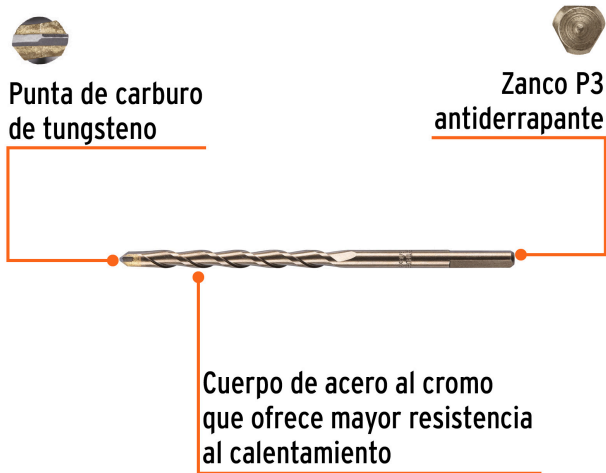 Punta de carburo
de tungsteno
Zanco P3
antiderrapante
Cuerpo de acero al cromo
que ofrece mayor resistencia
al calentamiento